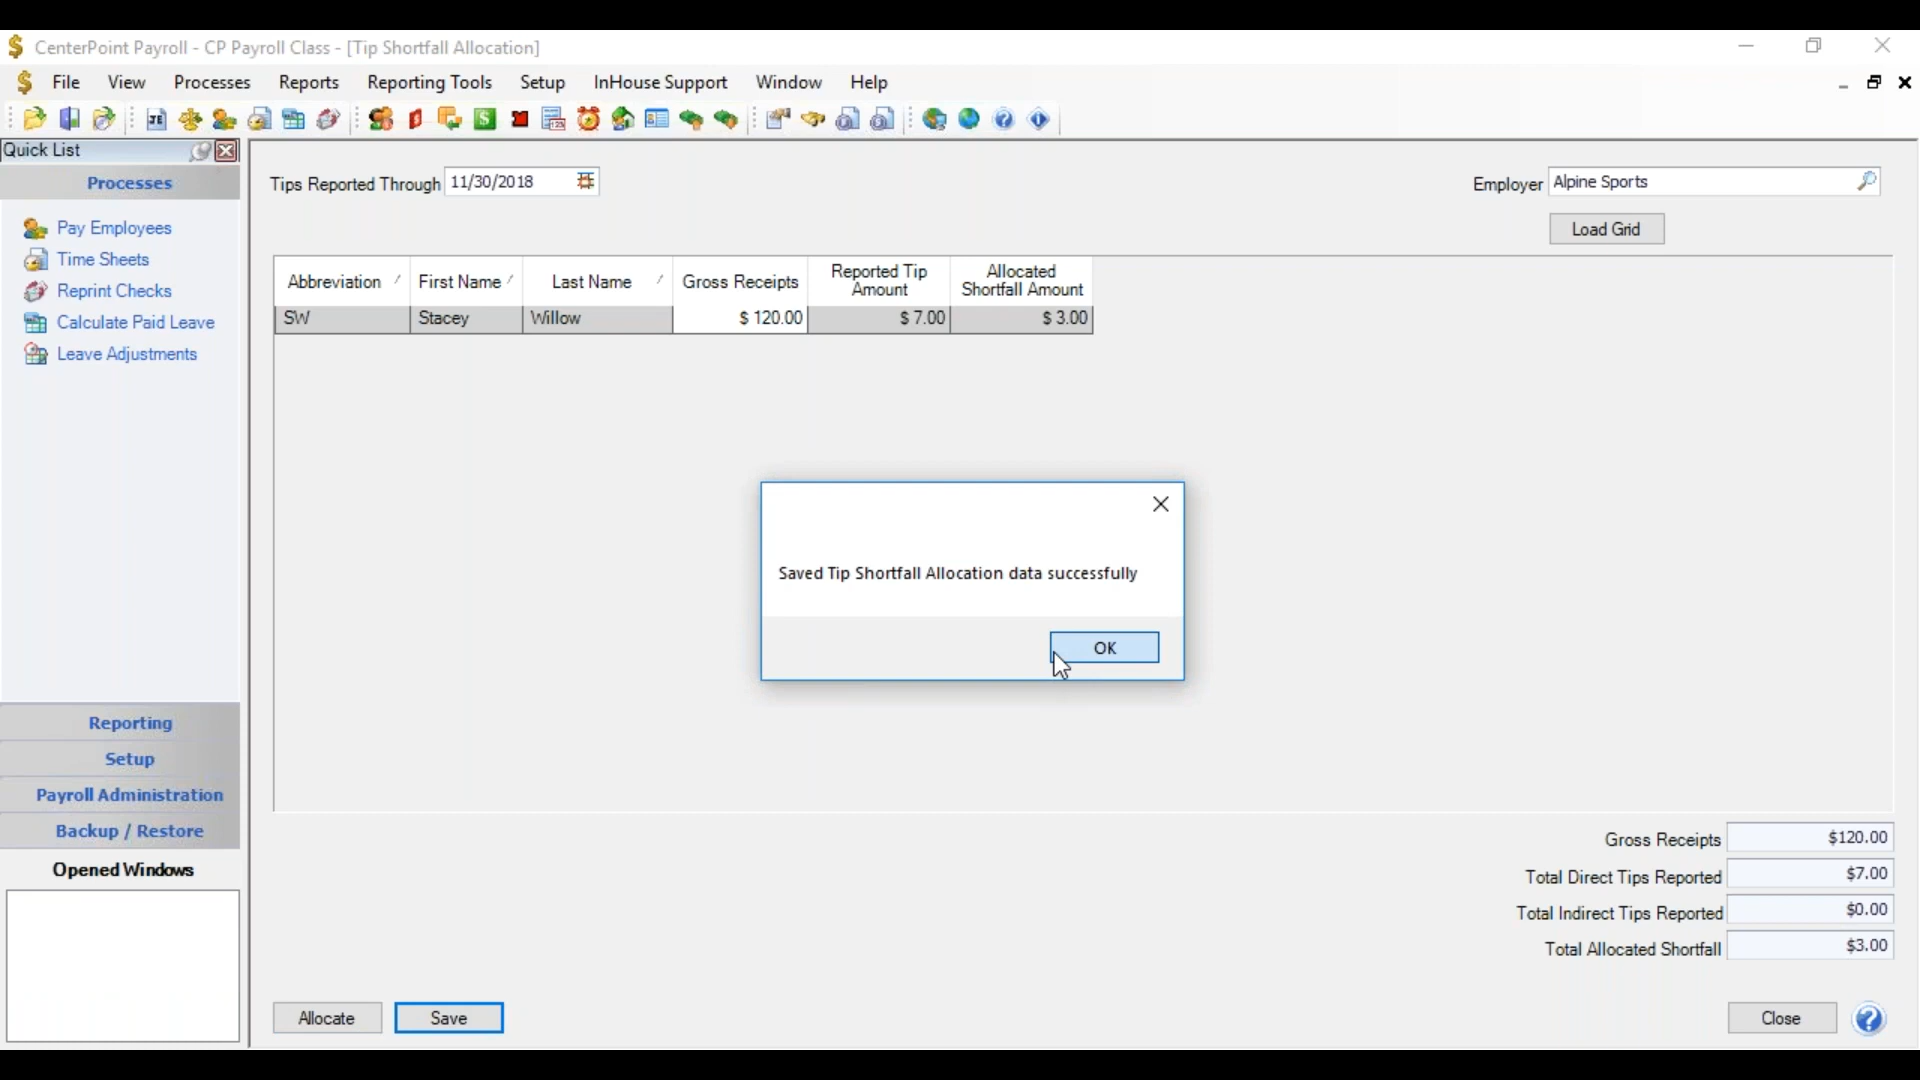 CenterPoint Payroll - CP Payroll Class - [Tip Shortfall Allocation]
File View Processes Reports Reporting Tools Setup InHouse Support Window Help
Quick List
Processes
Pay Employees
Time Sheets
Reprint Checks
Calculate Paid Leave
Leave Adjustments
Reporting
Setup
Payroll Administration
Backup / Restore
Opened Windows
Tips Reported Through 11/30/2018
Employer Alpine Sports
Load Grid
Abbreviation First Name Last Name Gross Receipts Reported Tip Amount Allocated Shortfall Amount
SW Stacey Willow $ 120.00 $ 7.00 $ 3.00
Saved Tip Shortfall Allocation data successfully
OK
Gross Receipts $120.00
Total Direct Tips Reported $7.00
Total Indirect Tips Reported $0.00
Total Allocated Shortfall $3.00
Allocate Save Close